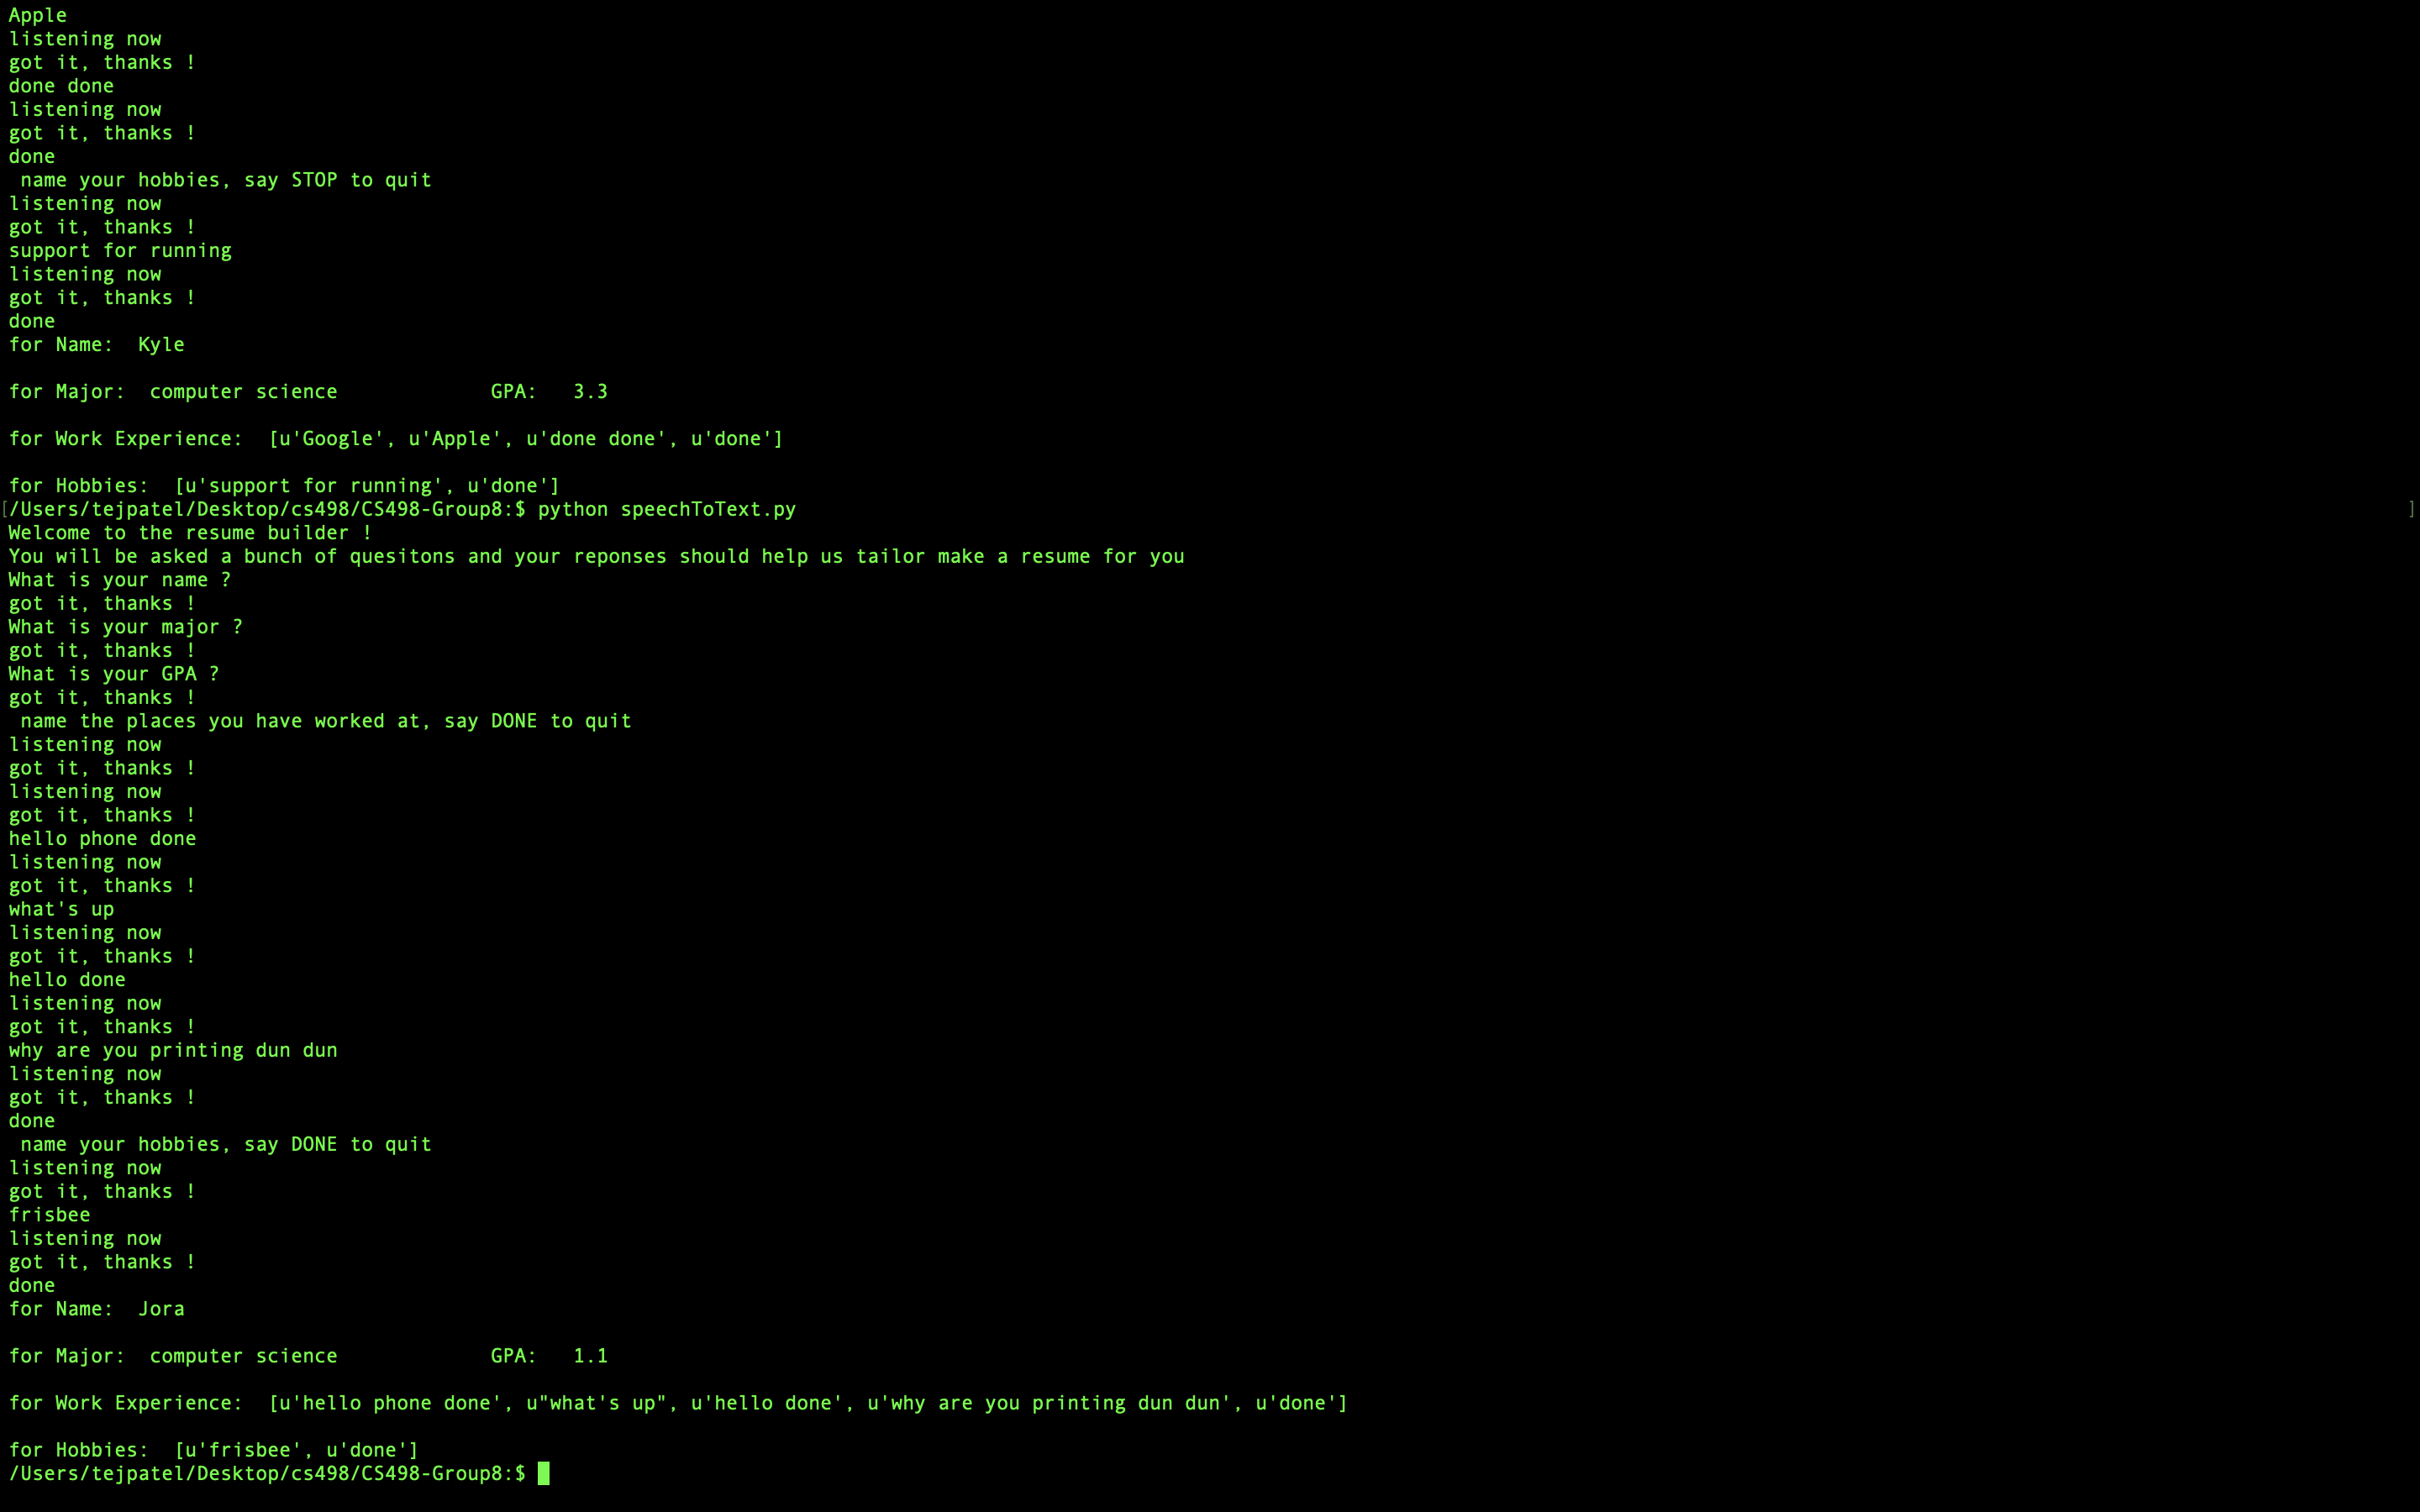 Apple
listening now
got it, thanks !
done done
listening now
got it, thanks !
done
 name your hobbies, say STOP to quit
listening now
got it, thanks !
support for running
listening now
got it, thanks !
done
for Name:  Kyle
for Major:  computer science             GPA:   3.3
for Work Experience:  [u'Google', u'Apple', u'done done', u'done']
for Hobbies:  [u'support for running', u'done']
[/Users/tejpatel/Desktop/cs498/CS498-Group8:$ python speechToText.py ]
Welcome to the resume builder !
You will be asked a bunch of quesitons and your reponses should help us tailor make a resume for you
What is your name ?
got it, thanks !
What is your major ?
got it, thanks !
What is your GPA ?
got it, thanks !
 name the places you have worked at, say DONE to quit
listening now
got it, thanks !
listening now
got it, thanks !
hello phone done
listening now
got it, thanks !
what's up
listening now
got it, thanks !
hello done
listening now
got it, thanks !
why are you printing dun dun
listening now
got it, thanks !
done
 name your hobbies, say DONE to quit
listening now
got it, thanks !
frisbee
listening now
got it, thanks !
done
for Name:  Jora
for Major:  computer science             GPA:   1.1
for Work Experience:  [u'hello phone done', u"what's up", u'hello done', u'why are you printing dun dun', u'done']
for Hobbies:  [u'frisbee', u'done']
/Users/tejpatel/Desktop/cs498/CS498-Group8:$